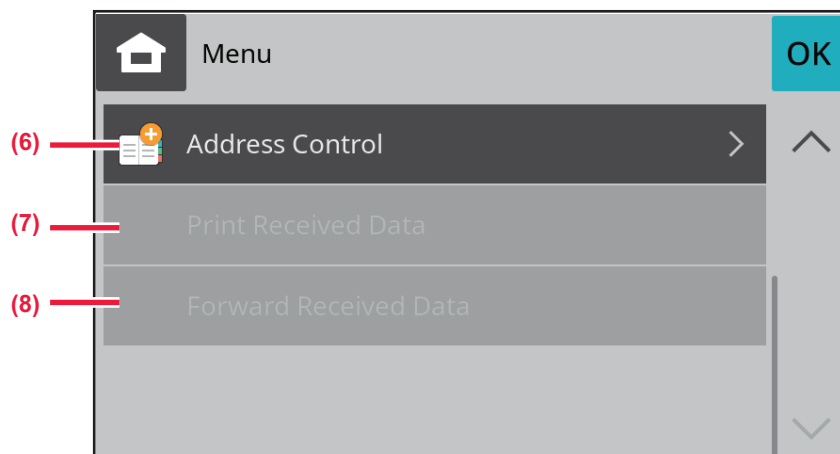 Menu
OK
(6)
Address Control
(7)
Print Received Data
(8)
Forward Received Data